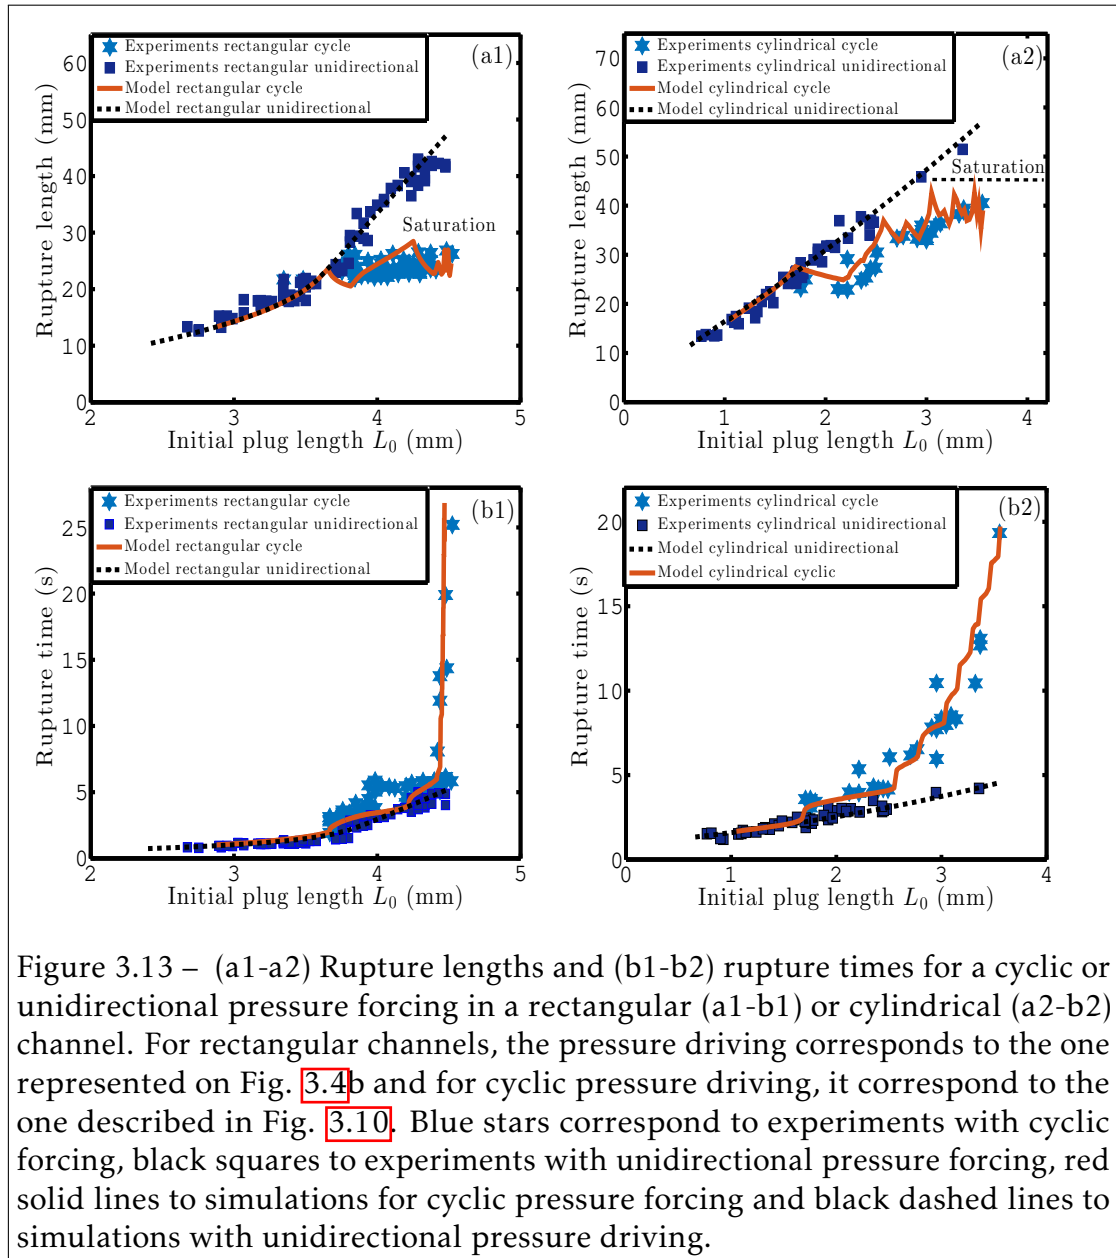 Experiments rectangular cycle
Experiments rectangular unidirectional
Model rectangular cycle
Model rectangular unidirectional
(a1)
Saturation
Rupture length (mm)
60
50
40
30
20
10
0
2 3 4 5
Initial plug length L₀ (mm)
Experiments cylindrical cycle
Experiments cylindrical unidirectional
Model cylindrical cycle
Model cylindrical unidirectional
(a2)
Saturation
Rupture length (mm)
70
60
50
40
30
20
10
0
0 1 2 3 4
Initial plug length L₀ (mm)
Experiments rectangular cycle
Experiments rectangular unidirectional
Model rectangular cycle
Model rectangular unidirectional
(b1)
Rupture time (s)
25
20
15
10
5
0
2 3 4 5
Initial plug length L₀ (mm)
Experiments cylindrical cycle
Experiments cylindrical unidirectional
Model cylindrical unidirectional
Model cylindrical cyclic
(b2)
Rupture time (s)
20
15
10
5
0
0 1 2 3 4
Initial plug length L₀ (mm)
Figure 3.13 – (a1-a2) Rupture lengths and (b1-b2) rupture times for a cyclic or
unidirectional pressure forcing in a rectangular (a1-b1) or cylindrical (a2-b2)
channel. For rectangular channels, the pressure driving corresponds to the one
represented on Fig. 3.4b and for cyclic pressure driving, it correspond to the
one described in Fig. 3.10. Blue stars correspond to experiments with cyclic
forcing, black squares to experiments with unidirectional pressure forcing, red
solid lines to simulations for cyclic pressure forcing and black dashed lines to
simulations with unidirectional pressure driving.